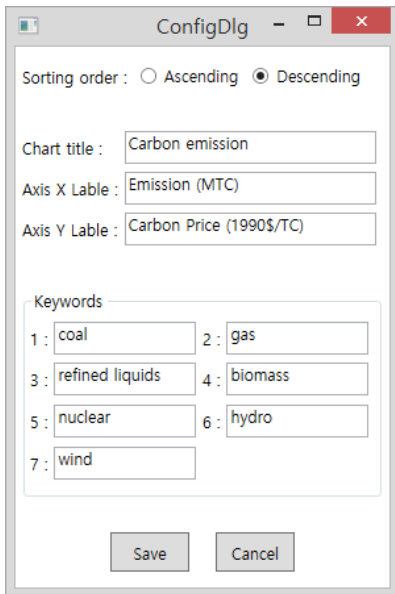 ConfigDlg
Sorting order : Ascending Descending
Chart title : Carbon emission
Axis X Lable : Emission (MTC)
Axis Y Lable : Carbon Price (1990$/TC)
Keywords
1 : coal 2 : gas
3 : refined liquids 4 : biomass
5 : nuclear 6 : hydro
7 : wind
Save Cancel